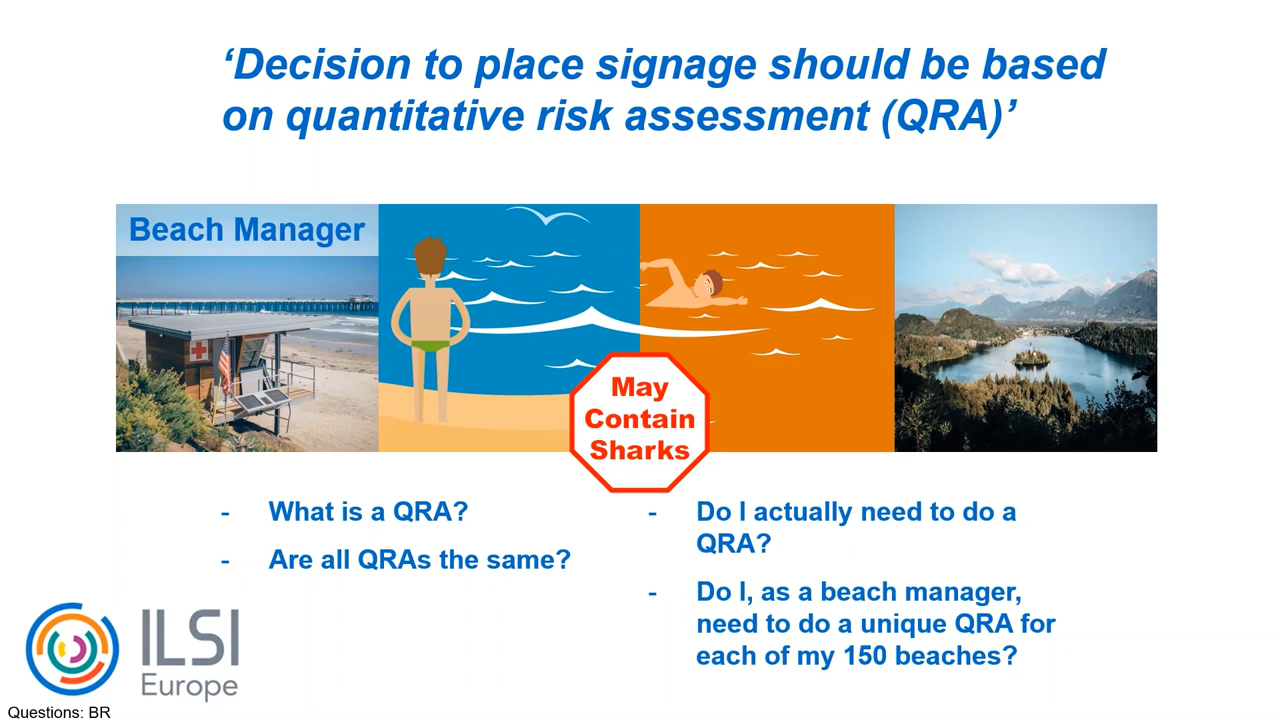 ‘Decision to place signage should be based
on quantitative risk assessment (QRA)’
Beach Manager
May
Contain
Sharks
- What is a QRA?
- Are all QRAs the same?
- Do I actually need to do a
QRA?
- Do I, as a beach manager,
need to do a unique QRA for
each of my 150 beaches?
ILSI
Europe
Questions: BR